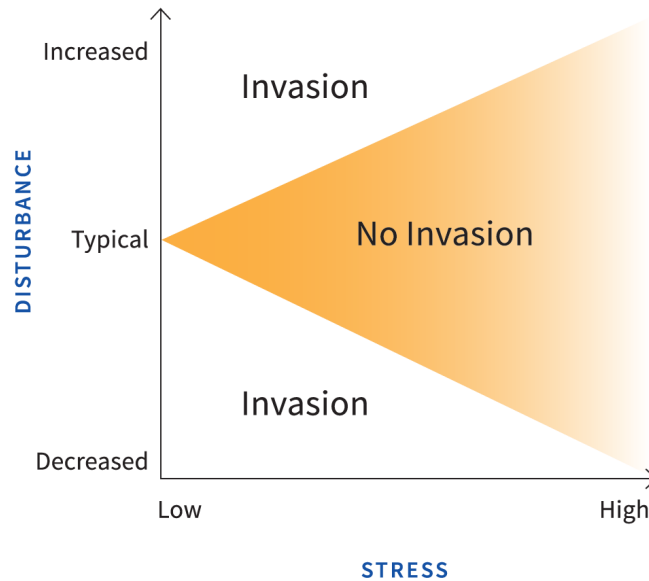 Increased
Invasion
DISTURBANCE
Typical
No Invasion
Invasion
Decreased
Low
High
STRESS